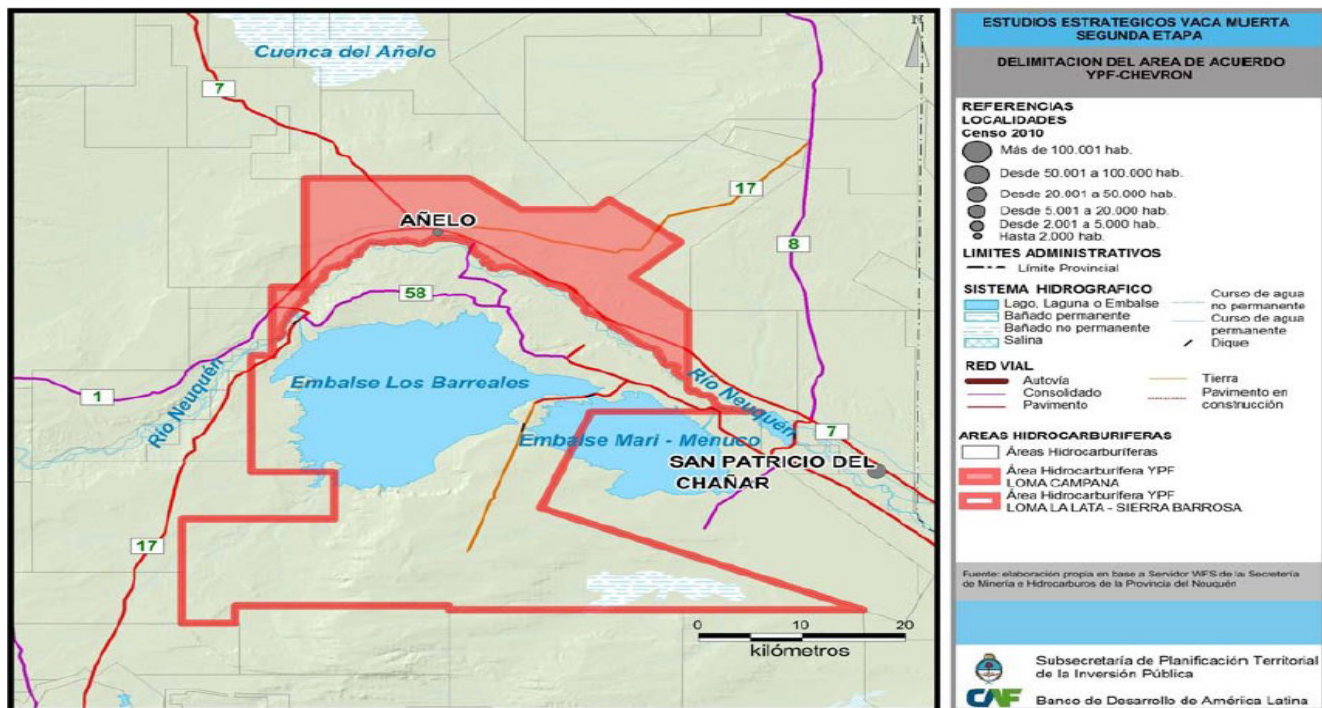 Cuenca del Añelo
N
7
17
AÑELO
8
58
Embalse Los Barreales
1
Río Neuquén
Río Neuquén
Embalse Mari - Menuco
7
SAN PATRICIO DEL
CHAÑAR
17
0 10 20
kilómetros
ESTUDIOS ESTRATEGICOS VACA MUERTA
SEGUNDA ETAPA
DELIMITACION DEL AREA DE ACUERDO
YPF-CHEVRON
REFERENCIAS
LOCALIDADES
Censo 2010
Más de 100.001 hab.
Desde 50.001 a 100.000 hab.
Desde 20.001 a 50.000 hab.
Desde 5.001 a 20.000 hab.
Desde 2.001 a 5.000 hab.
Hasta 2.000 hab.
LIMITES ADMINISTRATIVOS
Límite Provincial
SISTEMA HIDROGRAFICO
Lago, Laguna o Embalse
Bañado permanente
Bañado no permanente
Salina
Curso de agua
no permanente
Curso de agua
permanente
Dique
RED VIAL
Autovía
Consolidado
Pavimento
Tierra
Pavimento en
construcción
AREAS HIDROCARBURIFERAS
Áreas Hidrocarburíferas
Área Hidrocarburífera YPF
LOMA CAMPANA
Área Hidrocarburífera YPF
LOMA LA LATA - SIERRA BARROSA
Fuente: elaboración propia en base a Servidor WFS de la Secretería
de Minería e Hidrocarburos de la Provincia del Neuquén
Subsecretaría de Planificación Territorial
de la Inversión Pública
CAF Banco de Desarrollo de América Latina